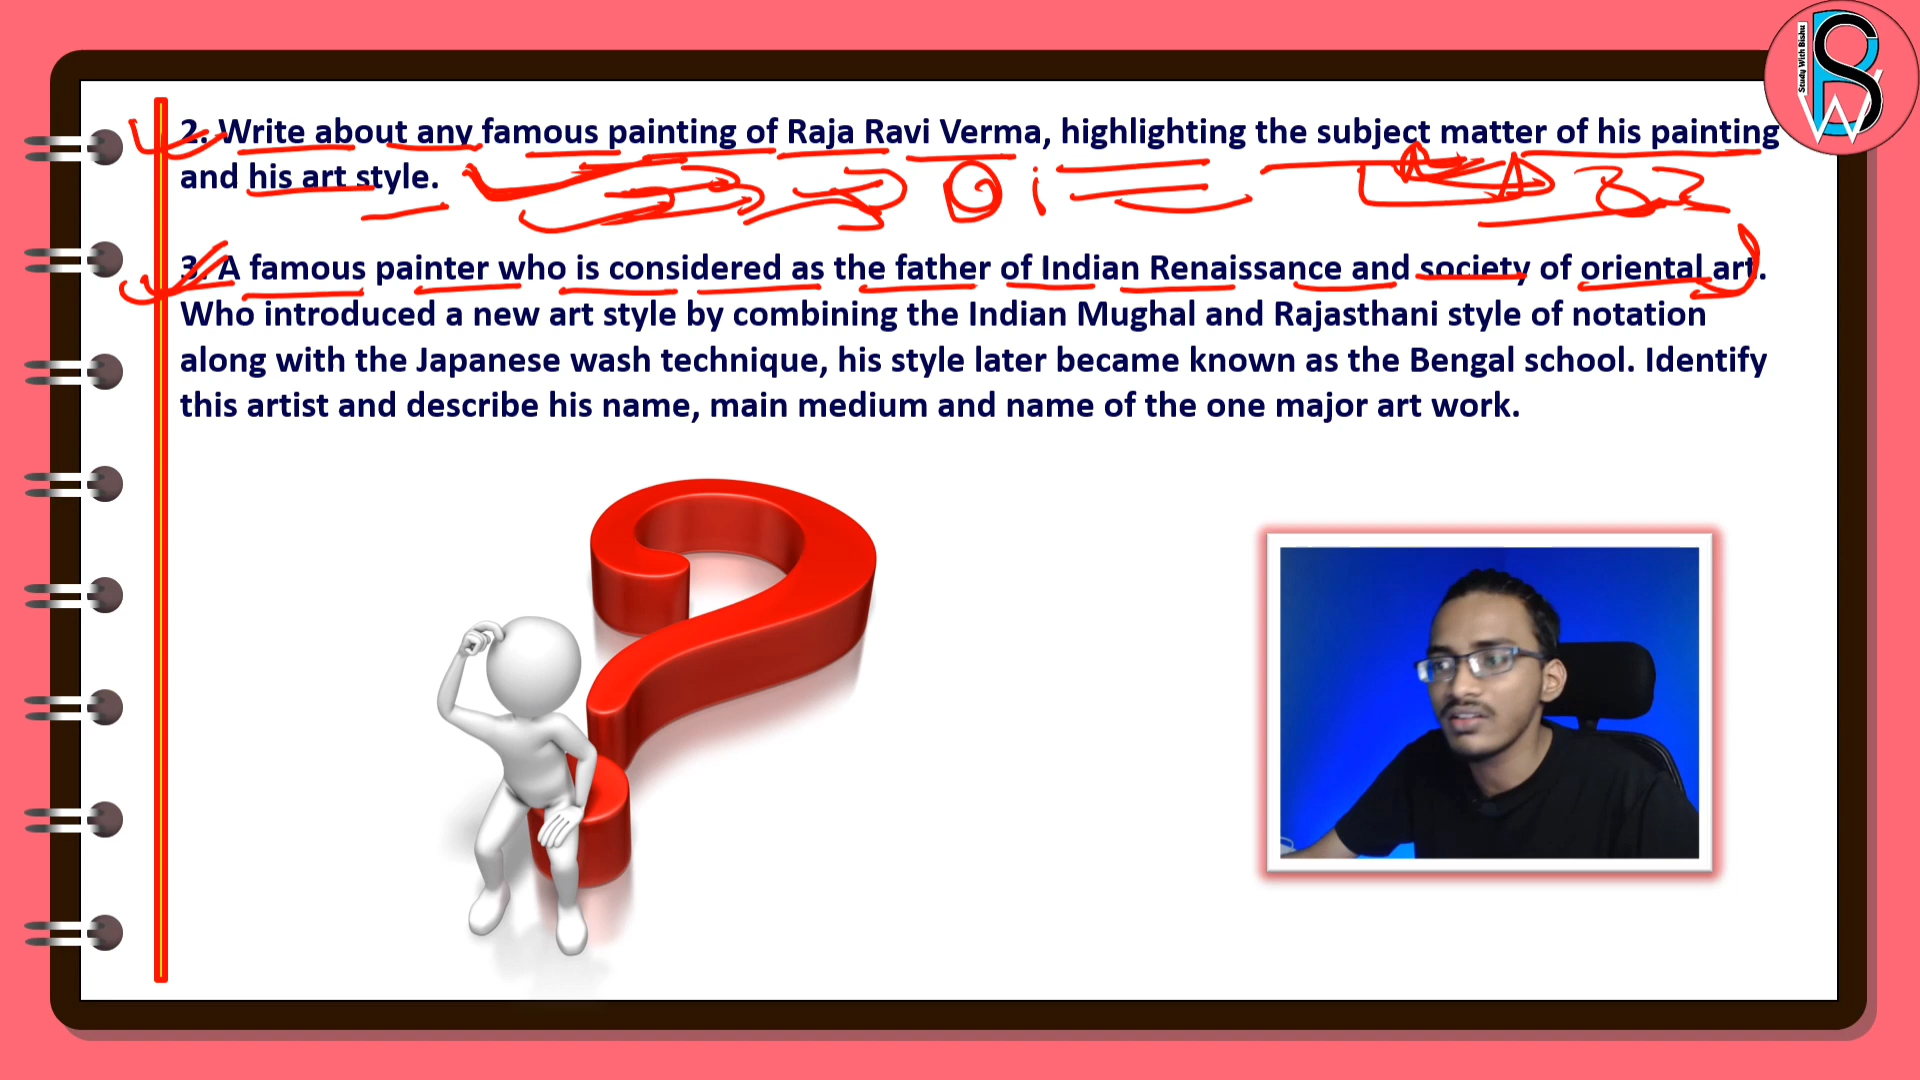 Study With Bishu
BSW
2. Write about any famous painting of Raja Ravi Verma, highlighting the subject matter of his painting
and his art style.
3. A famous painter who is considered as the father of Indian Renaissance and society of oriental art.
Who introduced a new art style by combining the Indian Mughal and Rajasthani style of notation
along with the Japanese wash technique, his style later became known as the Bengal school. Identify
this artist and describe his name, main medium and name of the one major art work.